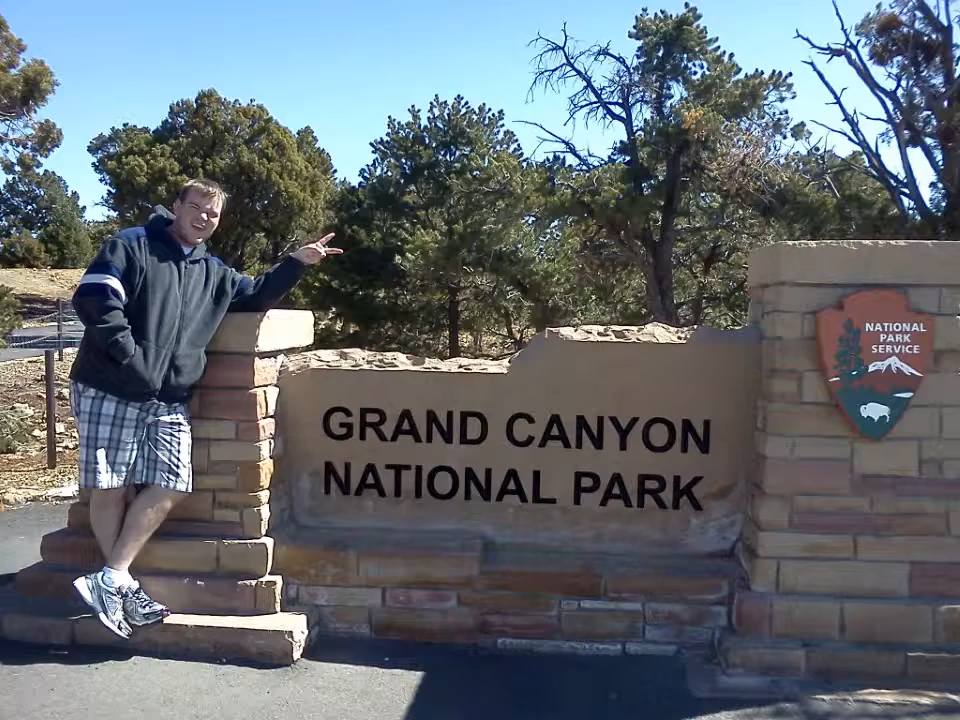 GRAND CANYON
NATIONAL PARK
NATIONAL
PARK
SERVICE